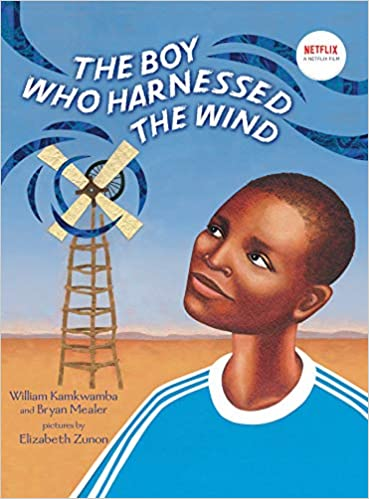 THE BOY
WHO HARNESSED
THE WIND
NETFLIX
A NETFLIX FILM
William Kamkwamba
and Bryan Mealer
pictures by
Elizabeth Zunon